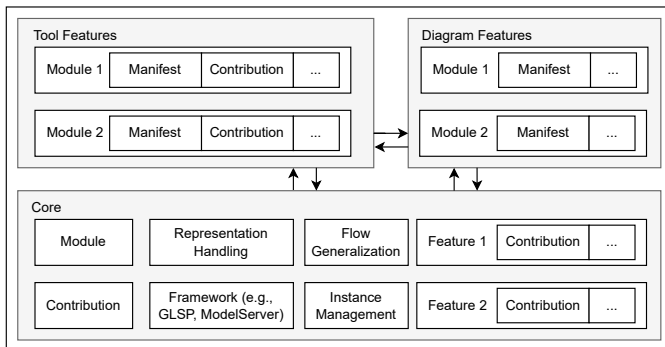 Tool Features
Module 1 Manifest Contribution ...
Module 2 Manifest Contribution ...
Diagram Features
Module 1 Manifest ...
Module 2 Manifest ...
Core
Module
Representation
Handling
Flow
Generalization
Feature 1 Contribution ...
Contribution
Framework (e.g.,
GLSP, ModelServer)
Instance
Management
Feature 2 Contribution ...